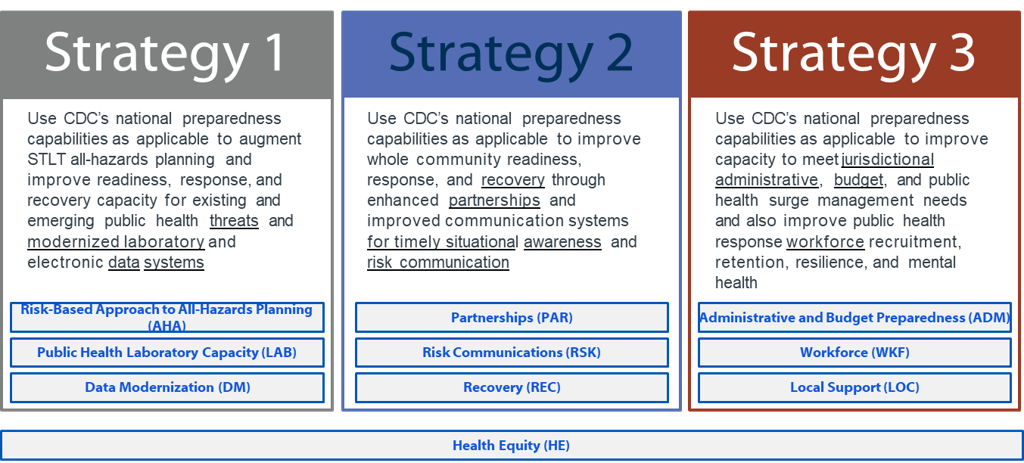 Strategy 1
Use CDC's national preparedness
capabilities as applicable to augment
STLT all-hazards planning and
improve readiness, response, and
recovery capacity for existing and
emerging public health threats and
modernized laboratory and
electronic data systems
Risk-Based Approach to All-Hazards Planning
(AHA)
Public Health Laboratory Capacity (LAB)
Data Modernization (DM)
Strategy 2
Use CDC's national preparedness
capabilities as applicable to improve
whole community readiness,
response, and recovery through
enhanced partnerships and
improved communication systems
for timely situational awareness and
risk communication
Partnerships (PAR)
Risk Communications (RSK)
Recovery (REC)
Strategy 3
Use CDC's national preparedness
capabilities as applicable to improve
capacity to meet jurisdictional
administrative, budget, and public
health surge management needs
and also improve public health
response workforce recruitment,
retention, resilience, and mental
health
Administrative and Budget Preparedness (ADM)
Workforce (WKF)
Local Support (LOC)
Health Equity (HE)